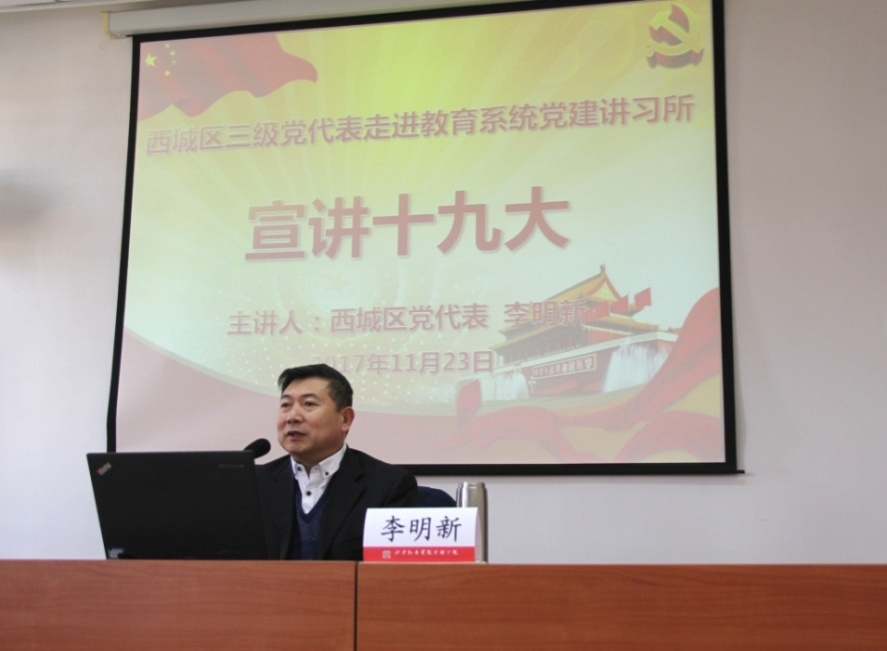 西城区三级党代表走进教育系统党建讲习所
宣讲十九大
主讲人：西城区党代表 李明新
2017年11月23日
李明新